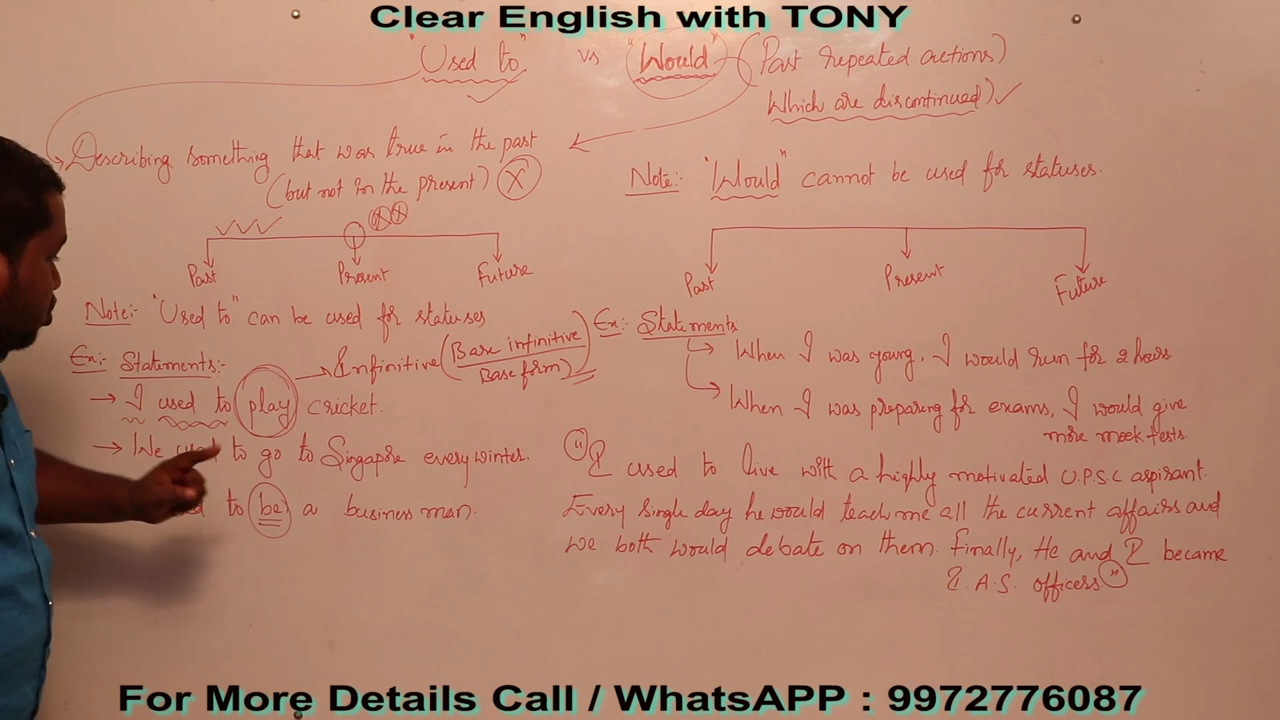 Clear English with TONY
"Used to" vs "Would" (Past repeated actions)
Which are discontinued)
Describing something that was true in the past
(but not in the present) X
Note:- "Would" cannot be used for statuses.
Past Present Future
Past Present Future
Note:- "Used to" can be used for statuses
Ex:- Statements:-
Infinitive (Base infinitive
Base form)
→ I used to play cricket.
→ We used to go to Singapore every winter.
to be a business man.
Ex:- Statements
When I was young, I would run for 2 hours
When I was preparing for exams, I would give
more mock tests.
"I used to live with a highly motivated U.P.S.C aspirant.
Every single day he would teach me all the current affairs and
we both would debate on them. Finally, He and I became
I.A.S. officers."
For More Details Call / WhatsAPP : 9972776087